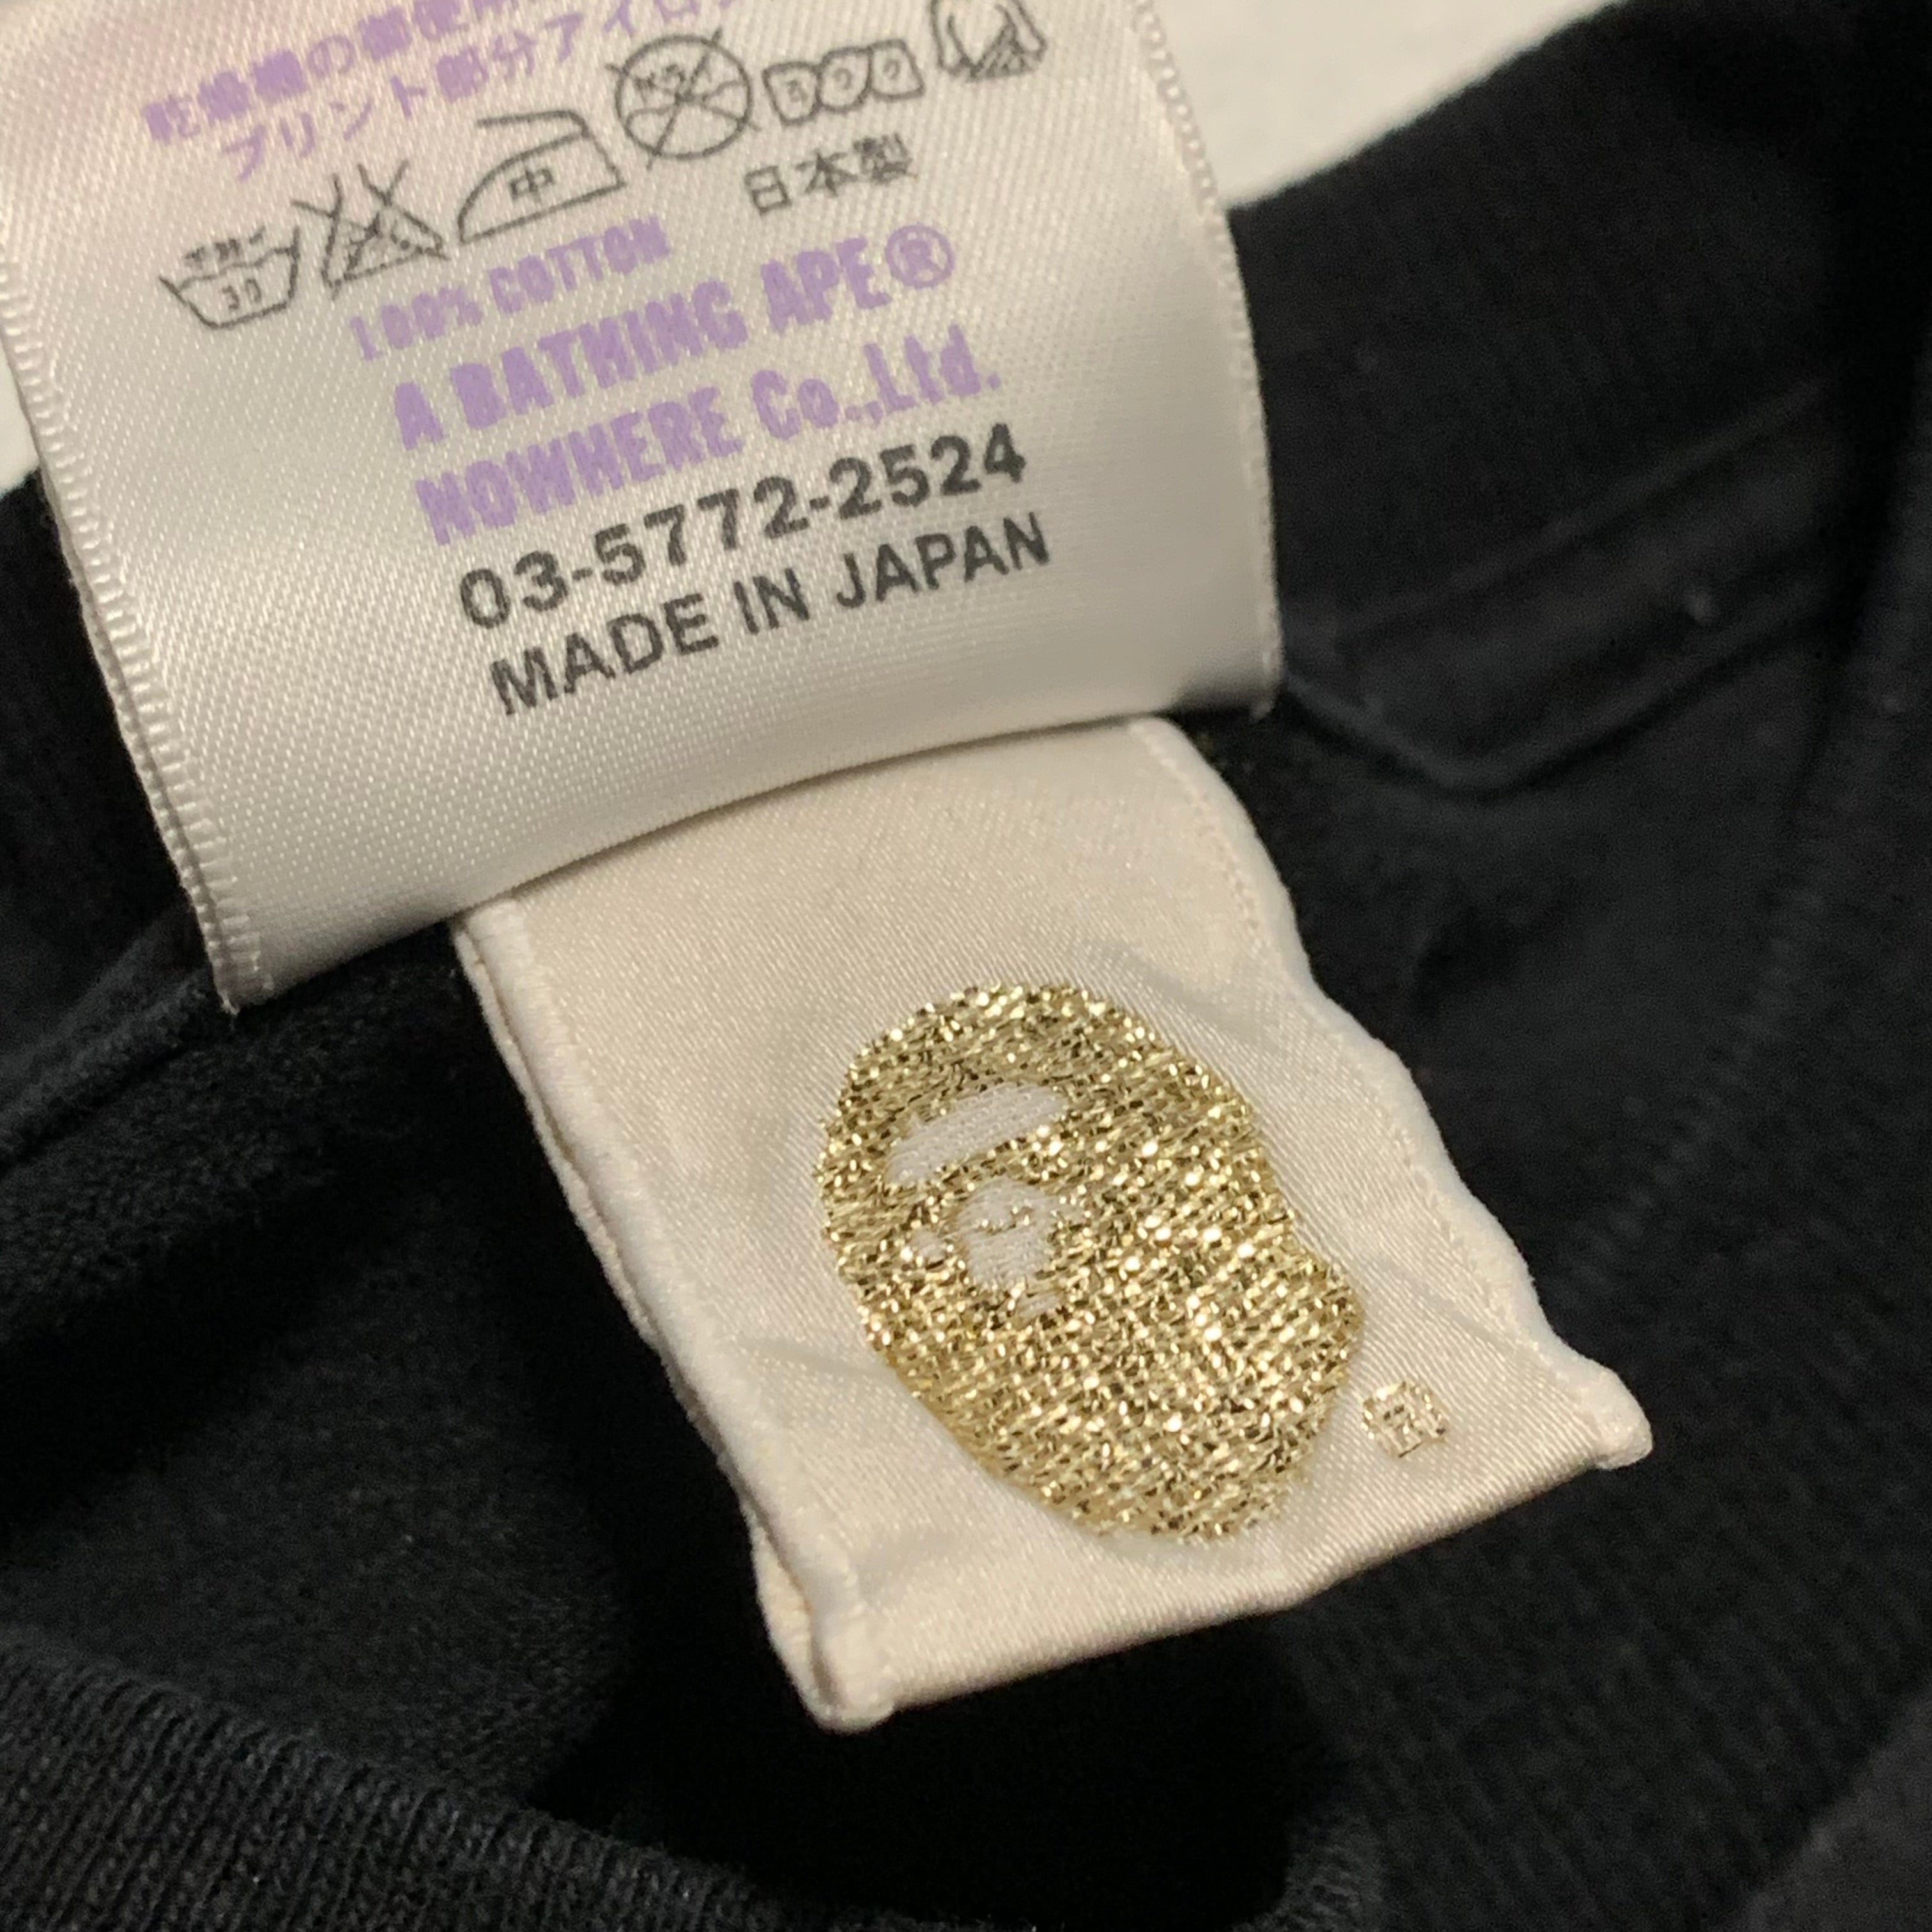 乾燥機の御使用
プリント部分アイロン
中
30
日本製
100% COTTON
A BATHING APE®
NOWHERE Co.,Ltd.
03-5772-2524
MADE IN JAPAN
®